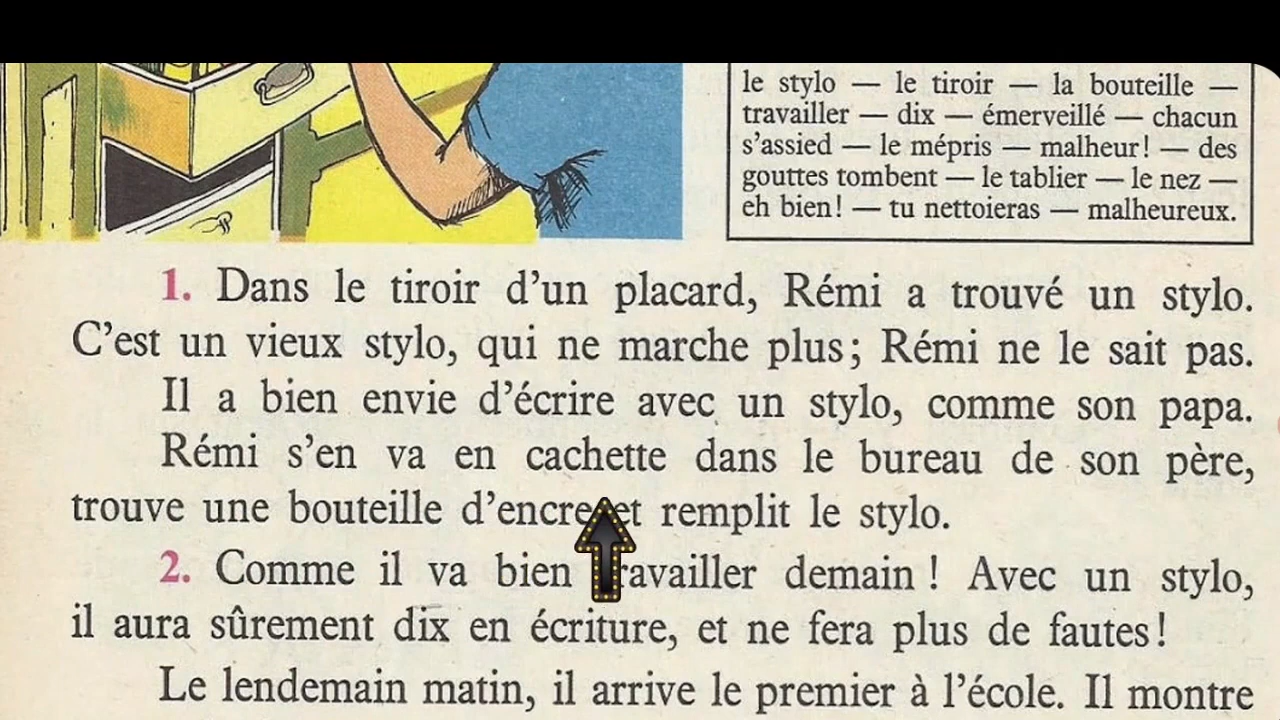 le stylo — le tiroir — la bouteille —
travailler — dix — émerveillé — chacun
s'assied — le mépris — malheur! — des
gouttes tombent — le tablier — le nez —
eh bien! — tu nettoieras — malheureux.
1. Dans le tiroir d'un placard, Rémi a trouvé un stylo.
C'est un vieux stylo, qui ne marche plus; Rémi ne le sait pas.
Il a bien envie d'écrire avec un stylo, comme son papa.
Rémi s'en va en cachette dans le bureau de son père,
trouve une bouteille d'encre et remplit le stylo.
2. Comme il va bien travailler demain! Avec un stylo,
il aura sûrement dix en écriture, et ne fera plus de fautes!
Le lendemain matin, il arrive le premier à l'école. Il montre